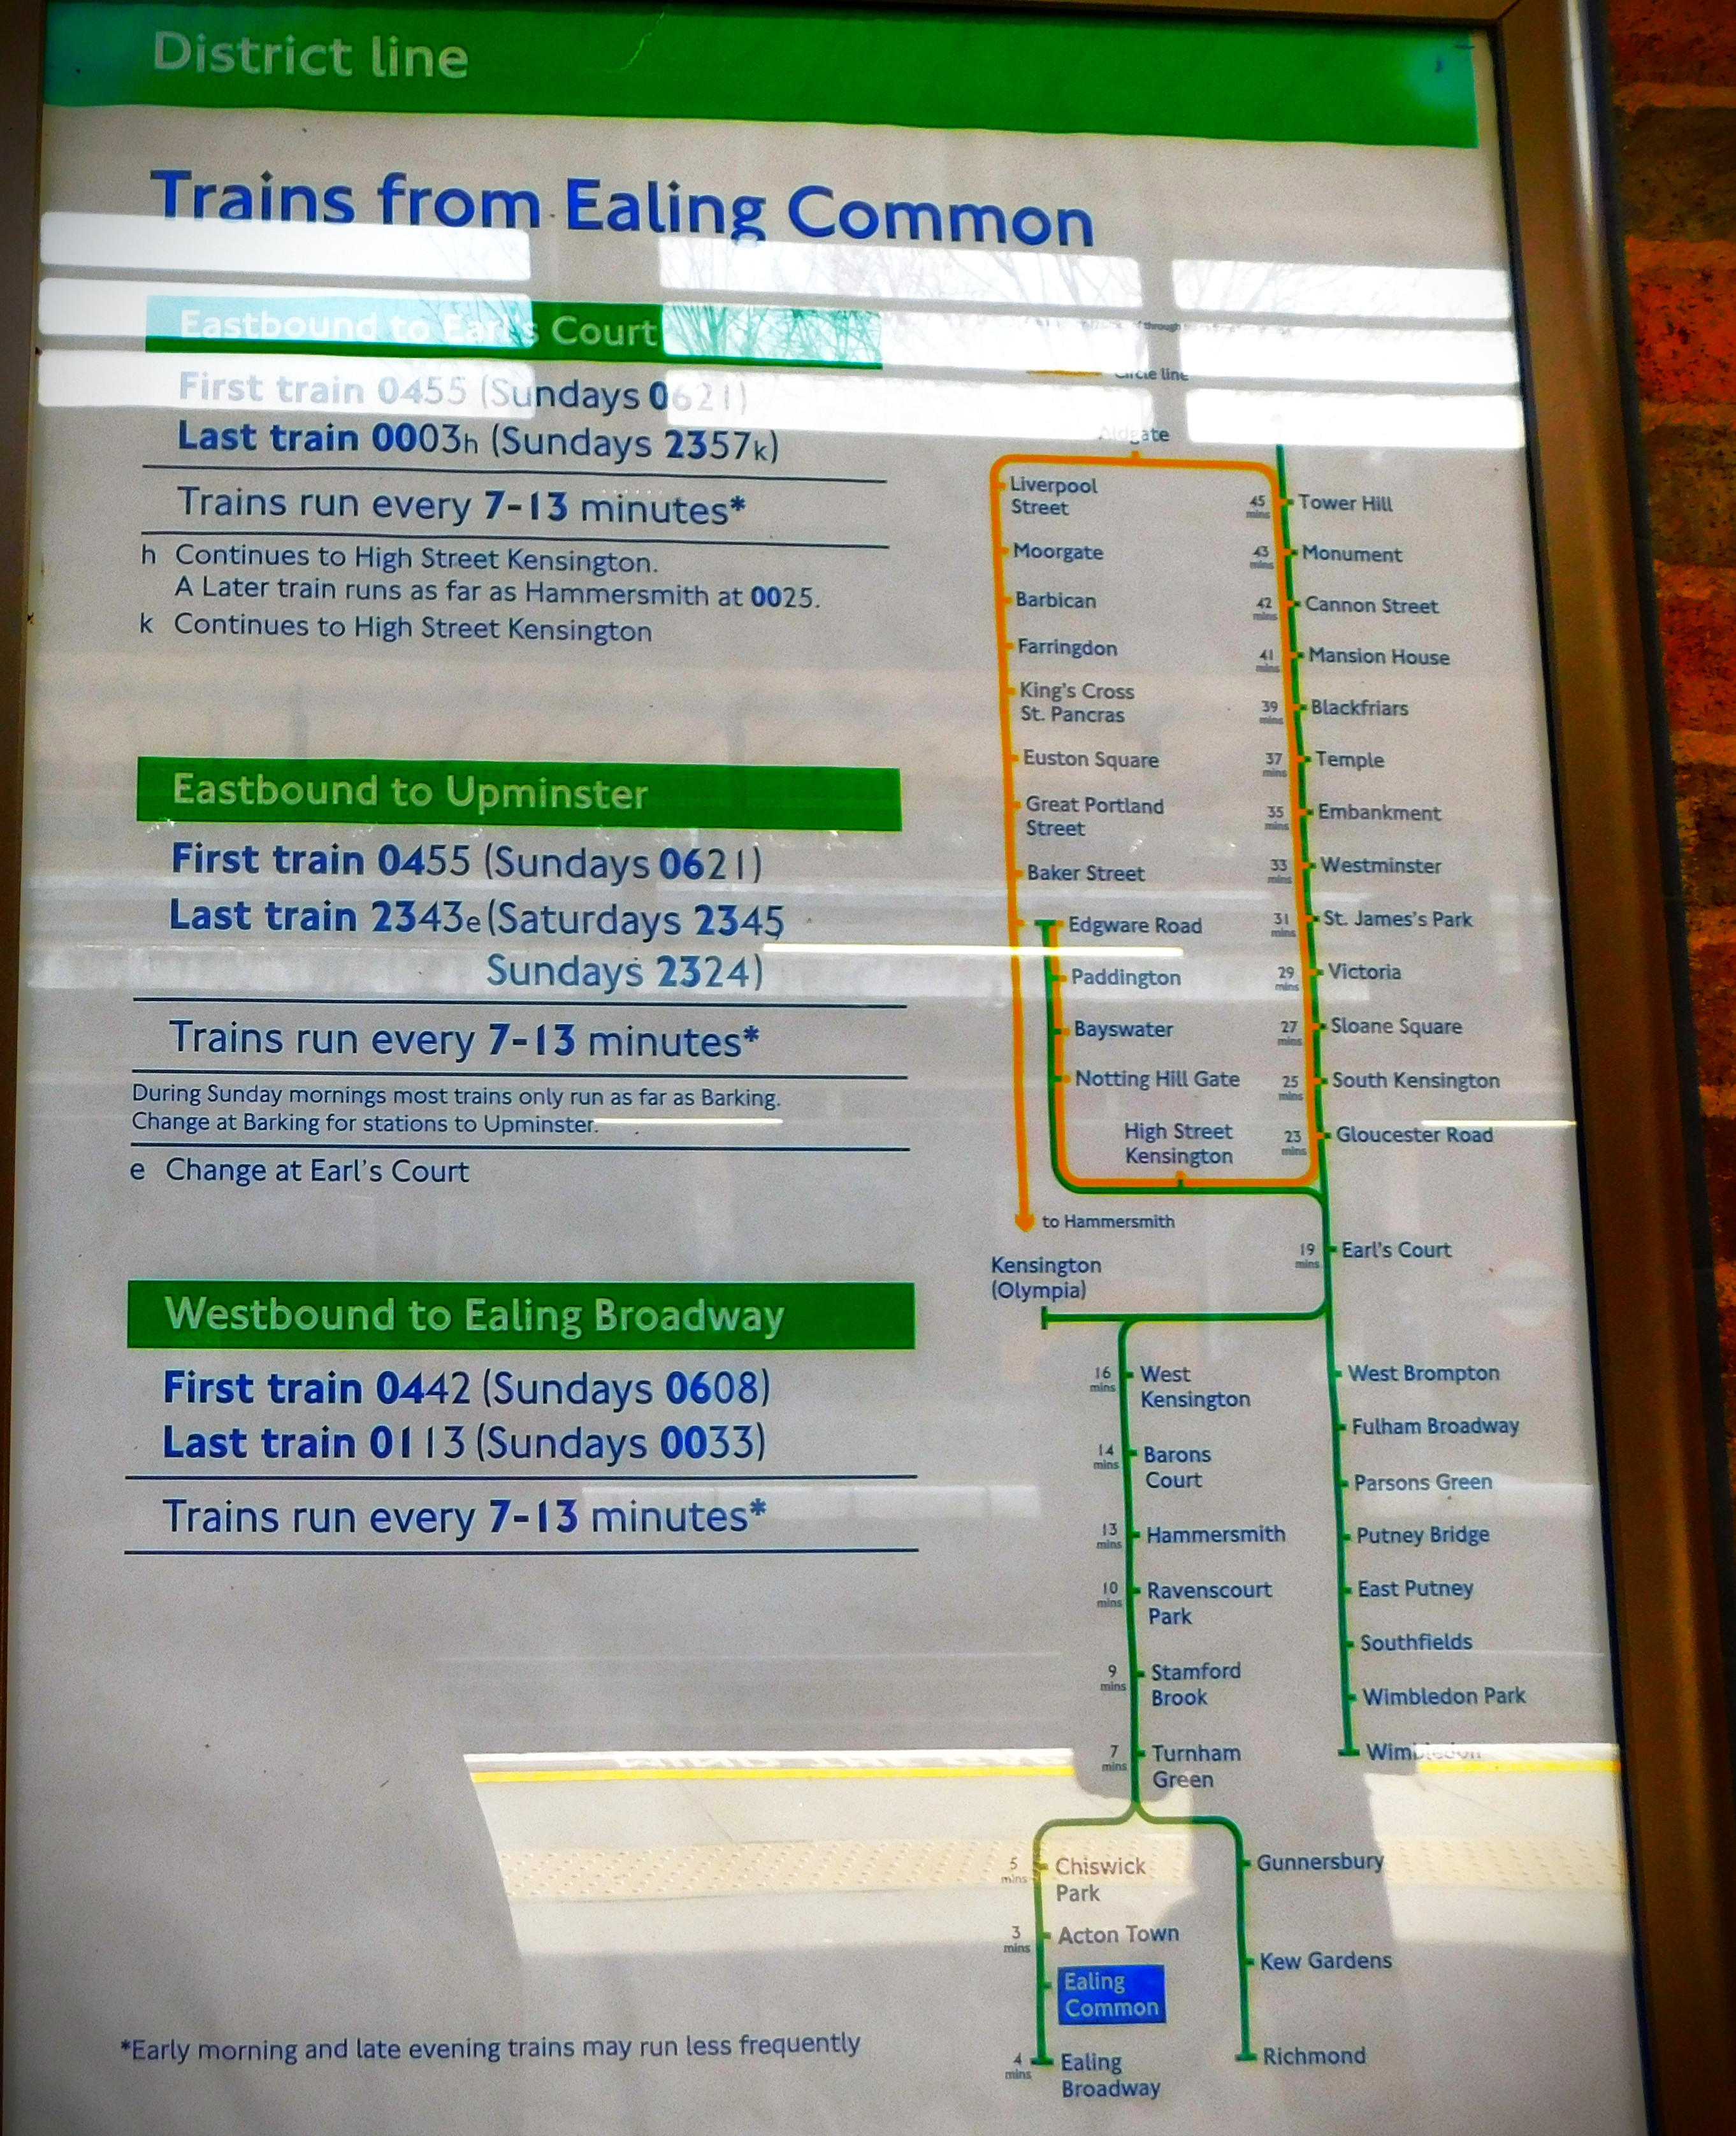 District line
Trains from Ealing Common
Eastbound to Earl's Court
First train 0455 (Sundays 0621)
Last train 0003h (Sundays 2357k)
Trains run every 7-13 minutes*
h Continues to High Street Kensington.
A Later train runs as far as Hammersmith at 0025.
k Continues to High Street Kensington
Eastbound to Upminster
First train 0455 (Sundays 0621)
Last train 2343e (Saturdays 2345
Sundays 2324)
Trains run every 7-13 minutes*
During Sunday mornings most trains only run as far as Barking.
Change at Barking for stations to Upminster.
e Change at Earl's Court
Westbound to Ealing Broadway
First train 0442 (Sundays 0608)
Last train 0113 (Sundays 0033)
Trains run every 7-13 minutes*
*Early morning and late evening trains may run less frequently
through
Circle line
Aldgate
Liverpool
Street
Moorgate
Barbican
Farringdon
King's Cross
St. Pancras
Euston Square
Great Portland
Street
Baker Street
Edgware Road
Paddington
Bayswater
Notting Hill Gate
High Street
Kensington
to Hammersmith
Kensington
(Olympia)
45 mins Tower Hill
43 mins Monument
42 mins Cannon Street
41 mins Mansion House
39 mins Blackfriars
37 mins Temple
35 mins Embankment
33 mins Westminster
31 mins St. James's Park
29 mins Victoria
27 mins Sloane Square
25 mins South Kensington
23 mins Gloucester Road
19 mins Earl's Court
16 mins West
Kensington
14 mins Barons
Court
13 mins Hammersmith
10 mins Ravenscourt
Park
9 mins Stamford
Brook
7 mins Turnham
Green
West Brompton
Fulham Broadway
Parsons Green
Putney Bridge
East Putney
Southfields
Wimbledon Park
Wimbledon
5 mins Chiswick
Park
3 mins Acton Town
Ealing
Common
4 mins Ealing
Broadway
Gunnersbury
Kew Gardens
Richmond